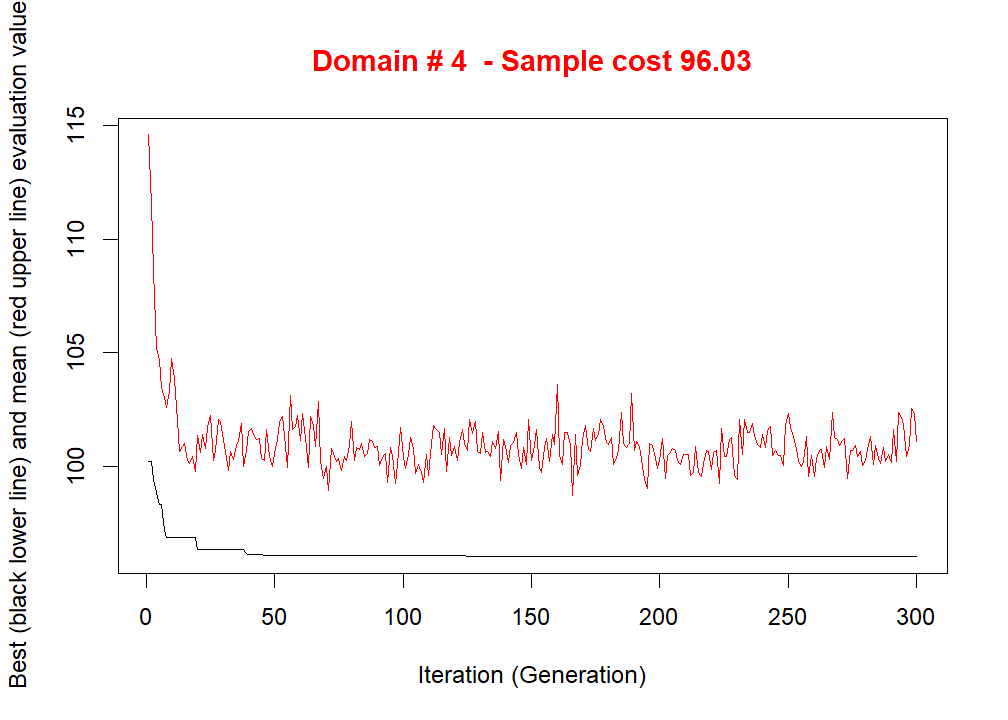 Domain # 4  - Sample cost 96.03
Best (black lower line) and mean (red upper line) evaluation value
115
110
105
100
0 50 100 150 200 250 300
Iteration (Generation)